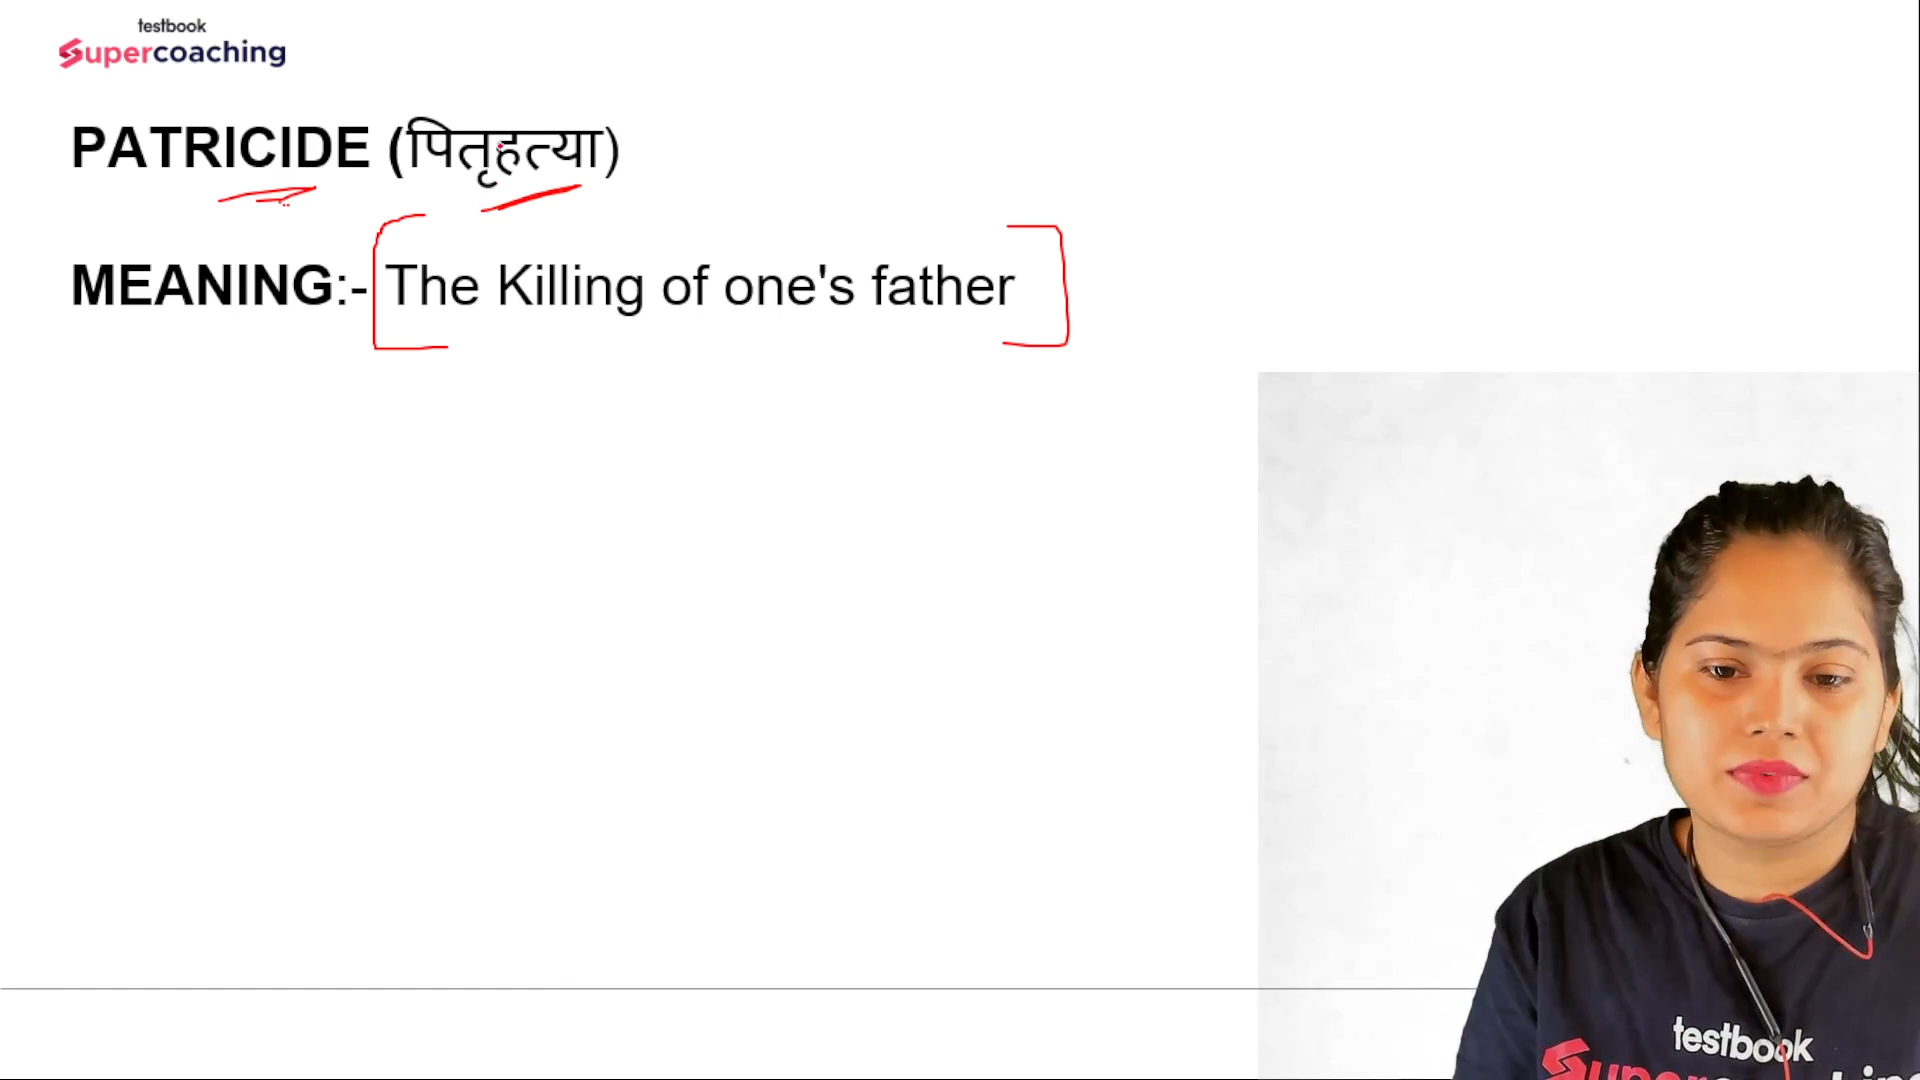 testbook
Supercoaching
PATRICIDE (पितृहत्या)
MEANING:- The Killing of one's father
testbook